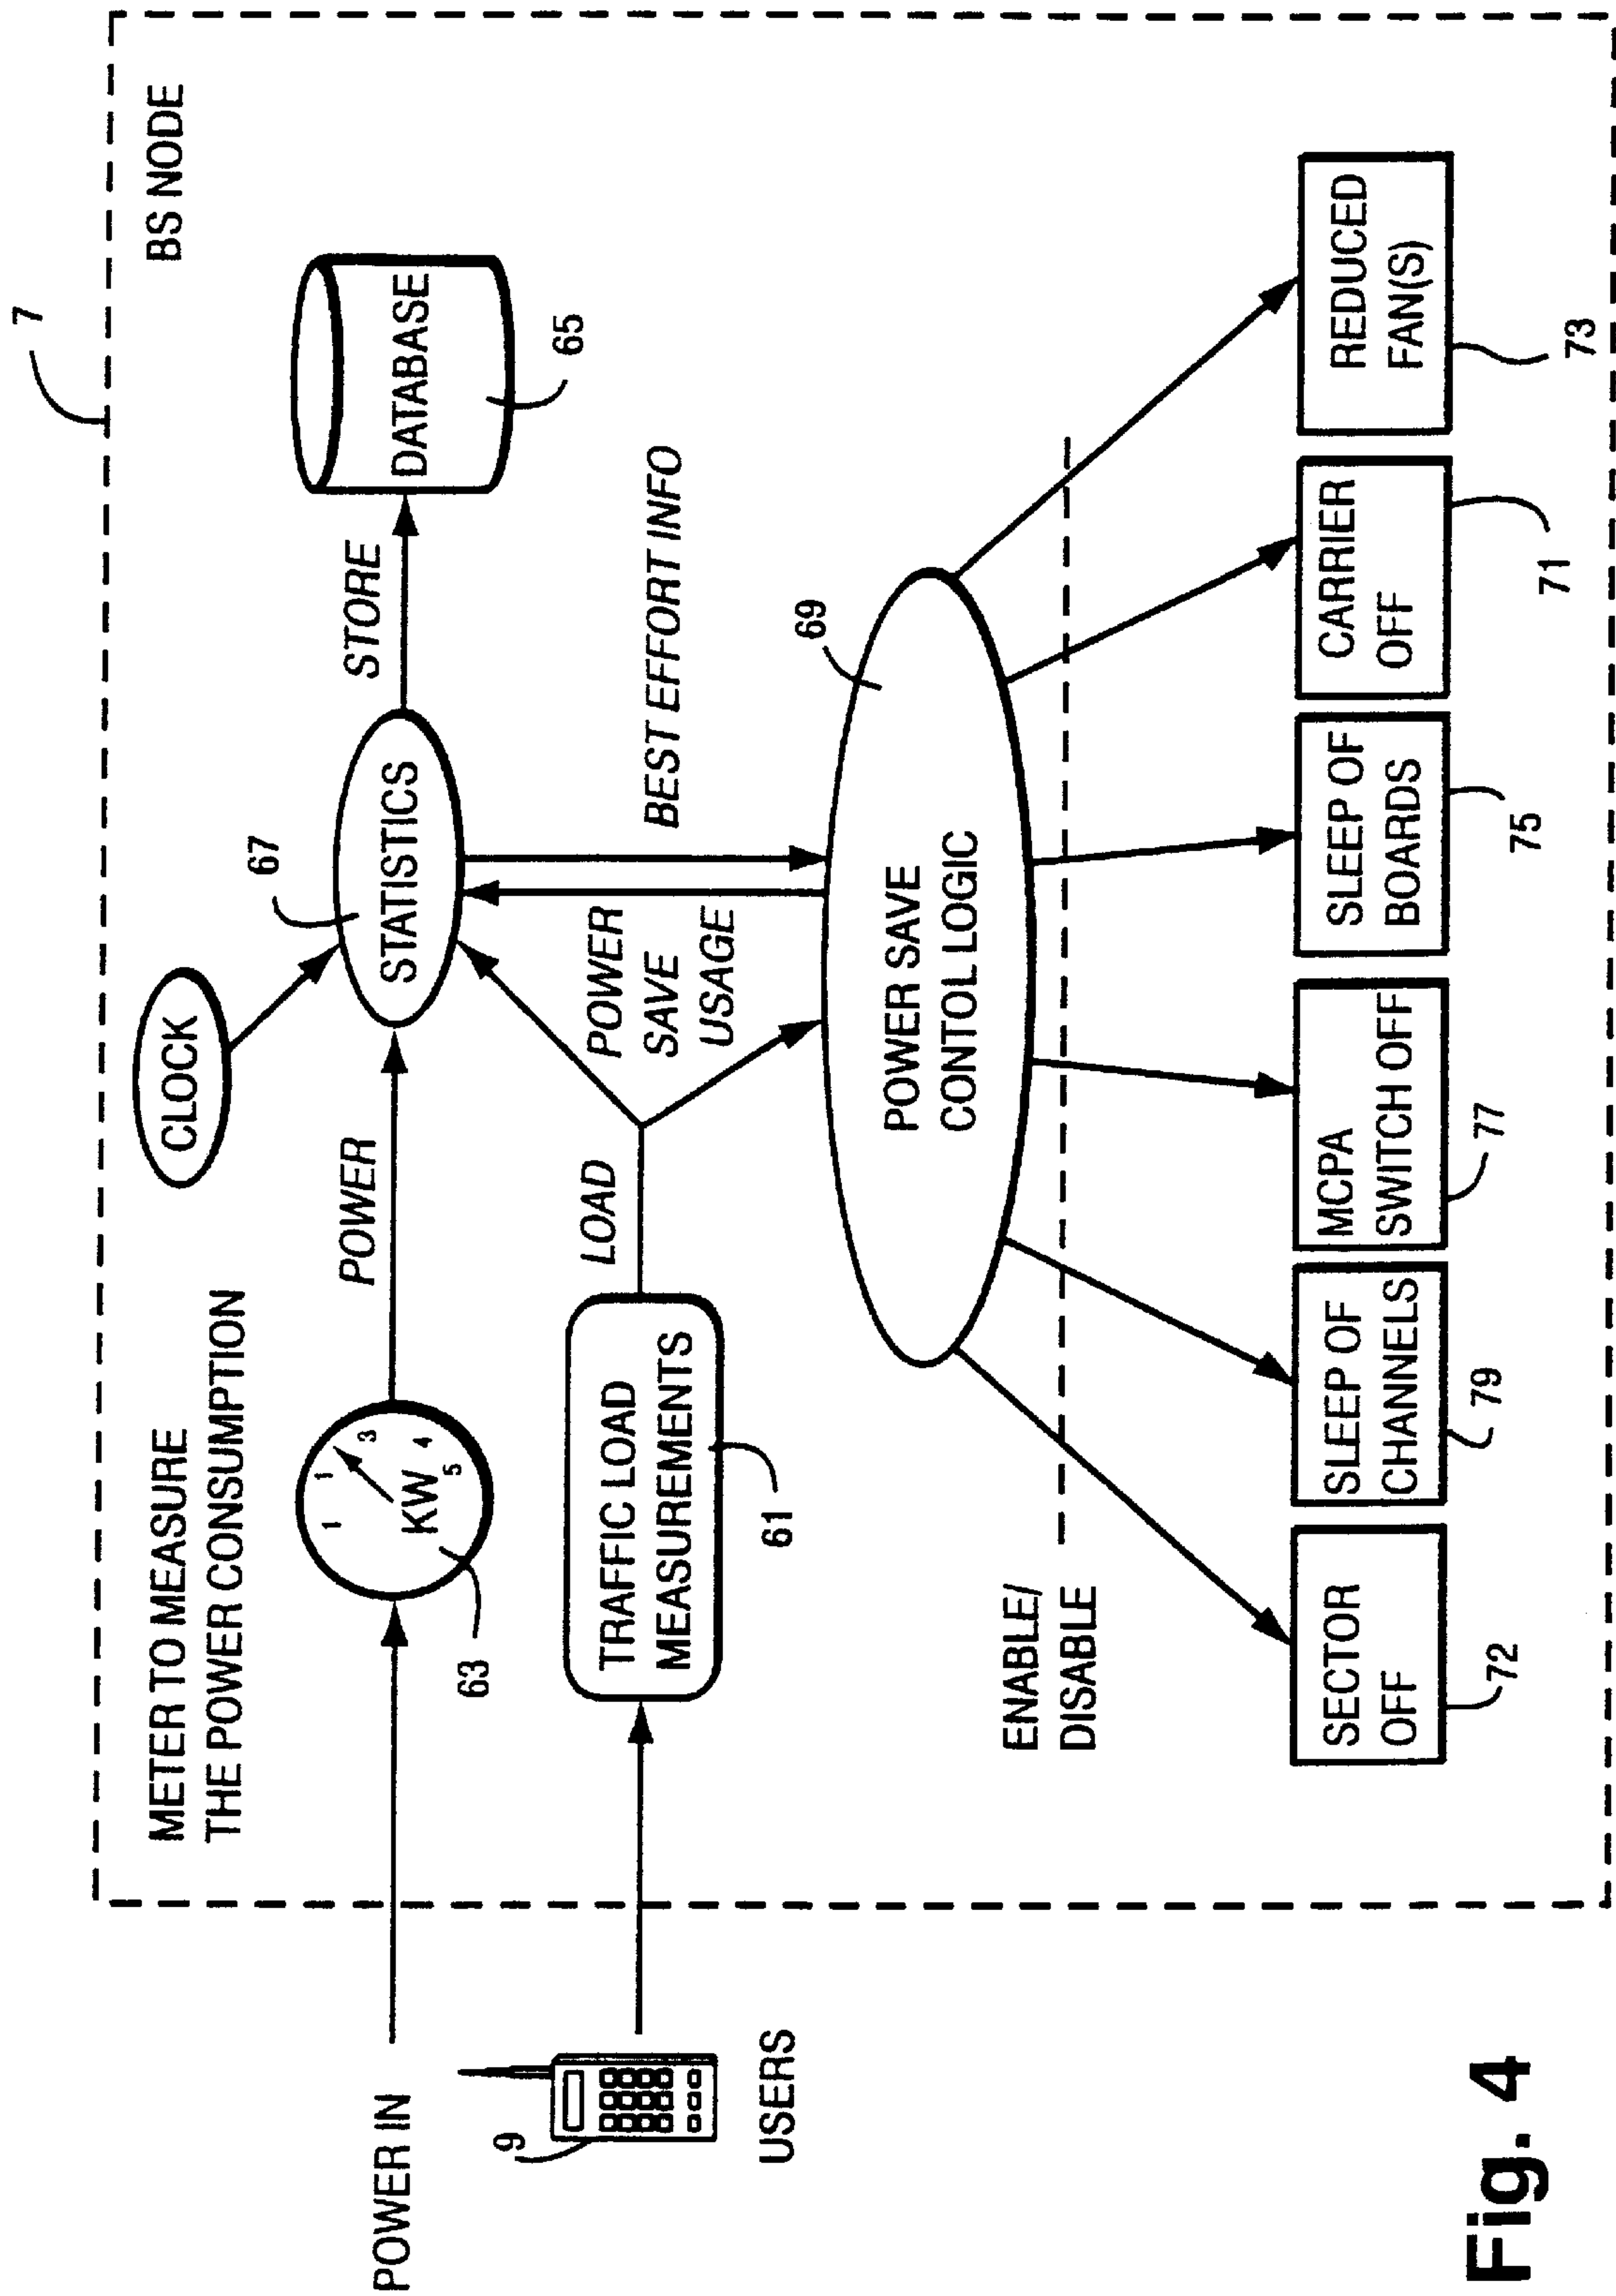 7
BS NODE
METER TO MEASURE
THE POWER CONSUMPTION
CLOCK
POWER IN
1
1
3
4
5
KW
63
POWER
67
STATISTICS
STORE
DATABASE
65
9
USERS
TRAFFIC LOAD
MEASUREMENTS
61
LOAD
POWER
SAVE
USAGE
BEST EFFORT INFO
69
POWER SAVE
CONTOL LOGIC
ENABLE/
DISABLE
SECTOR
OFF
72
SLEEP OF
CHANNELS
79
MCPA
SWITCH OFF
77
SLEEP OF
BOARDS
75
CARRIER
OFF
71
REDUCED
FAN(S)
73
Fig. 4